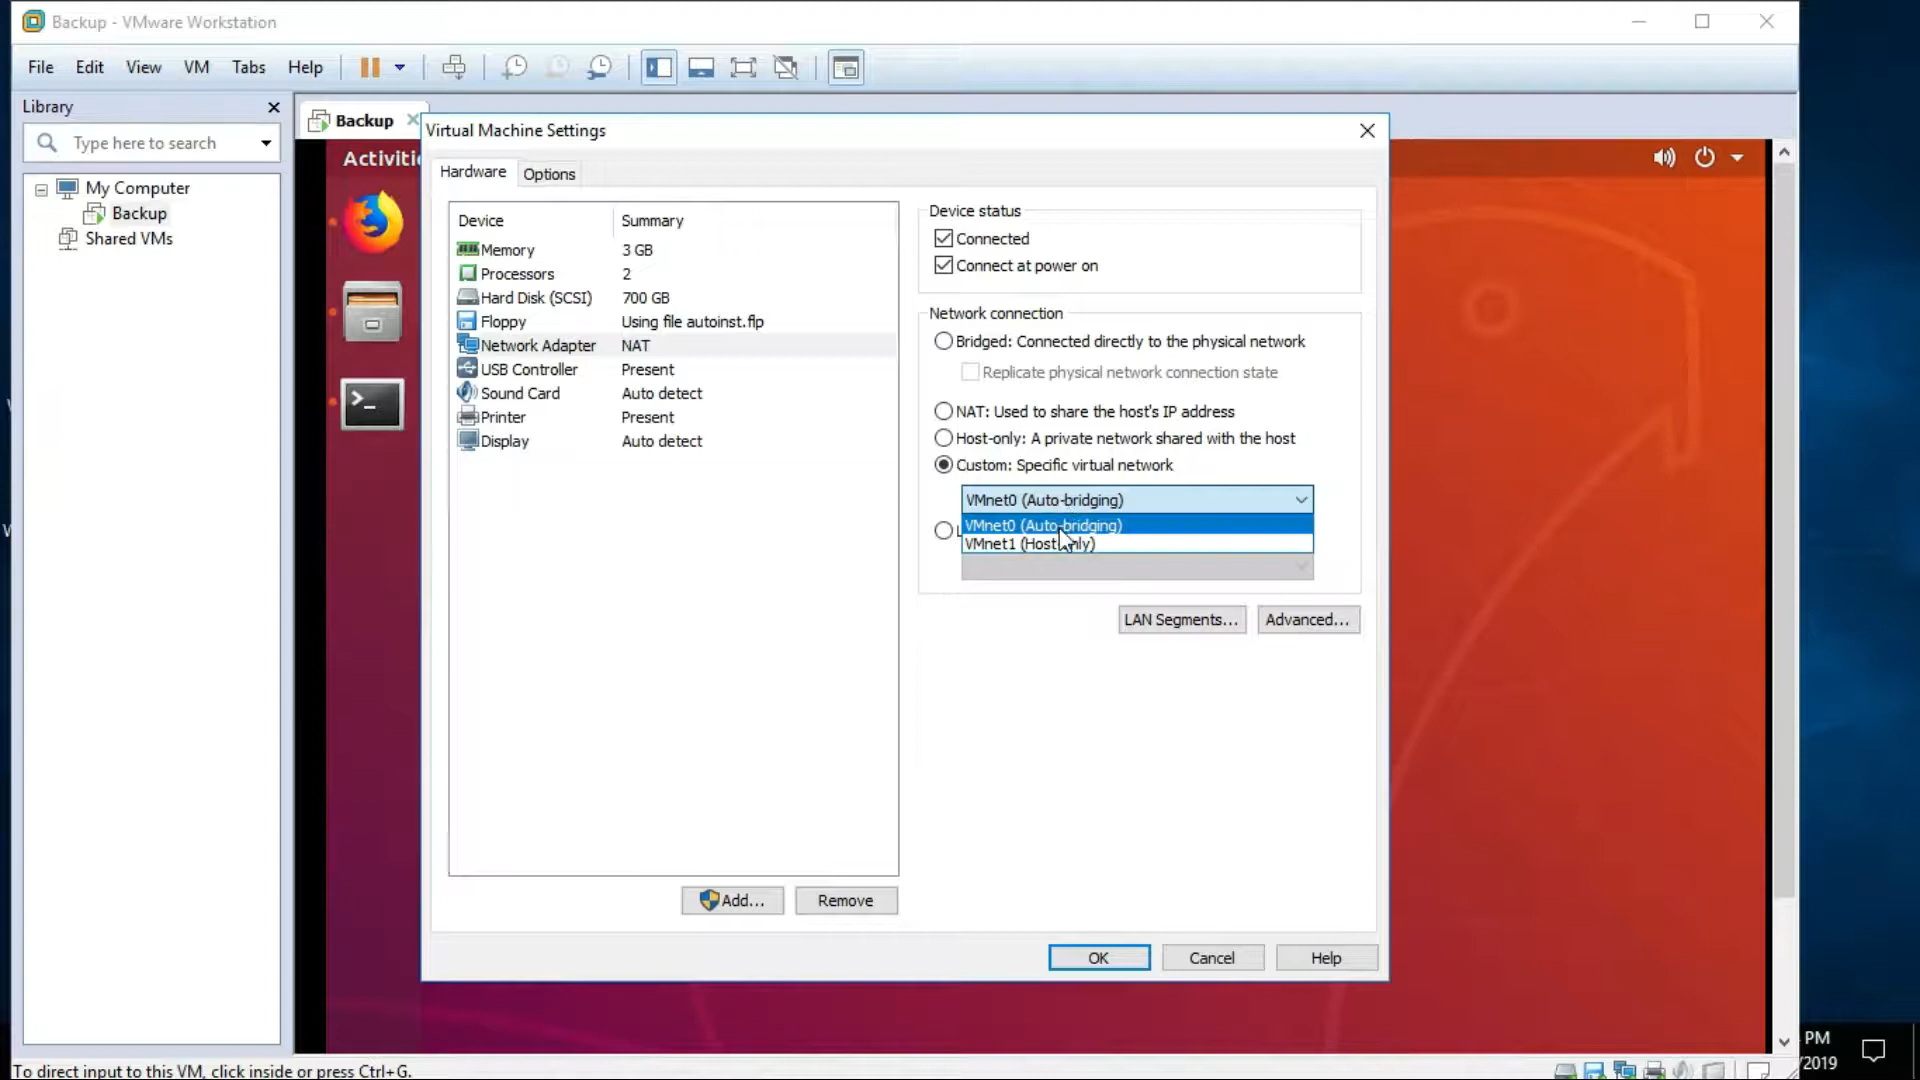 Backup - VMware Workstation
File Edit View VM Tabs Help
Library
Type here to search
My Computer
Backup
Shared VMs
Backup
Activiti
Virtual Machine Settings
Hardware
Options
Device Summary
Memory 3 GB
Processors 2
Hard Disk (SCSI) 700 GB
Floppy Using file autoinst.flp
Network Adapter NAT
USB Controller Present
Sound Card Auto detect
Printer Present
Display Auto detect
Add...
Remove
Device status
Connected
Connect at power on
Network connection
Bridged: Connected directly to the physical network
Replicate physical network connection state
NAT: Used to share the host's IP address
Host-only: A private network shared with the host
Custom: Specific virtual network
VMnet0 (Auto-bridging)
VMnet0 (Auto-bridging)
VMnet1 (Host-only)
L
LAN Segments...
Advanced...
OK
Cancel
Help
To direct input to this VM, click inside or press Ctrl+G.
PM
/2019